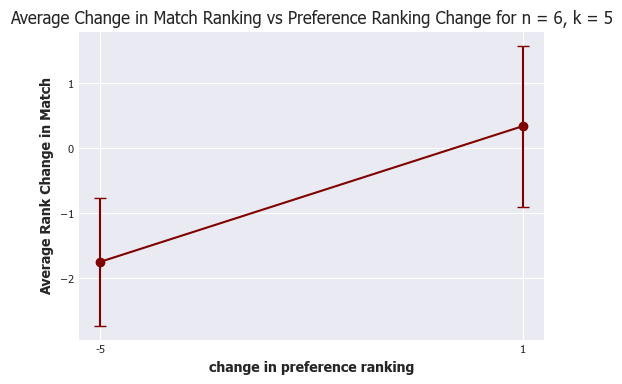 Average Change in Match Ranking vs Preference Ranking Change for n = 6, k = 5
Average Rank Change in Match
1
0
−1
−2
-5
1
change in preference ranking